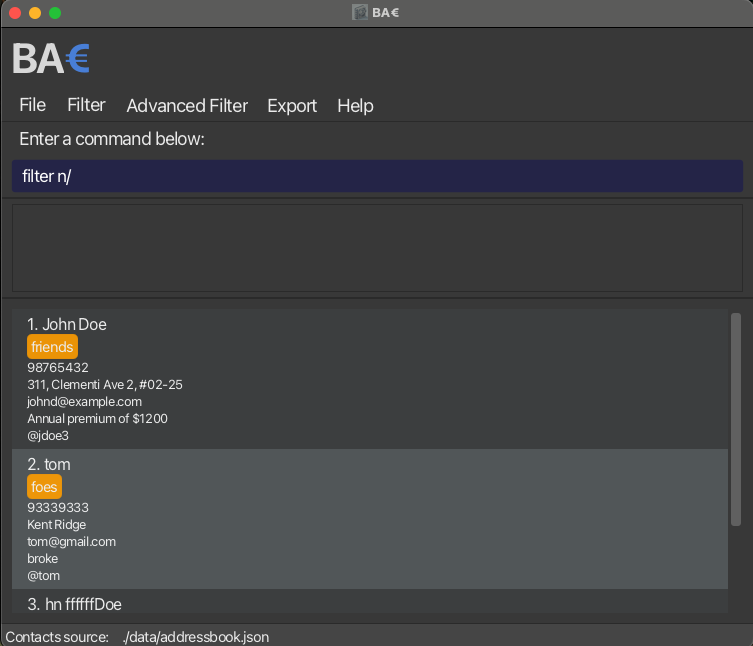 BA€
BA€
File Filter Advanced Filter Export Help
Enter a command below:
filter n/
1. John Doe
friends
98765432
311, Clementi Ave 2, #02-25
johnd@example.com
Annual premium of $1200
@jdoe3
2. tom
foes
93339333
Kent Ridge
tom@gmail.com
broke
@tom
3. hn ffffffDoe
Contacts source: ./data/addressbook.json